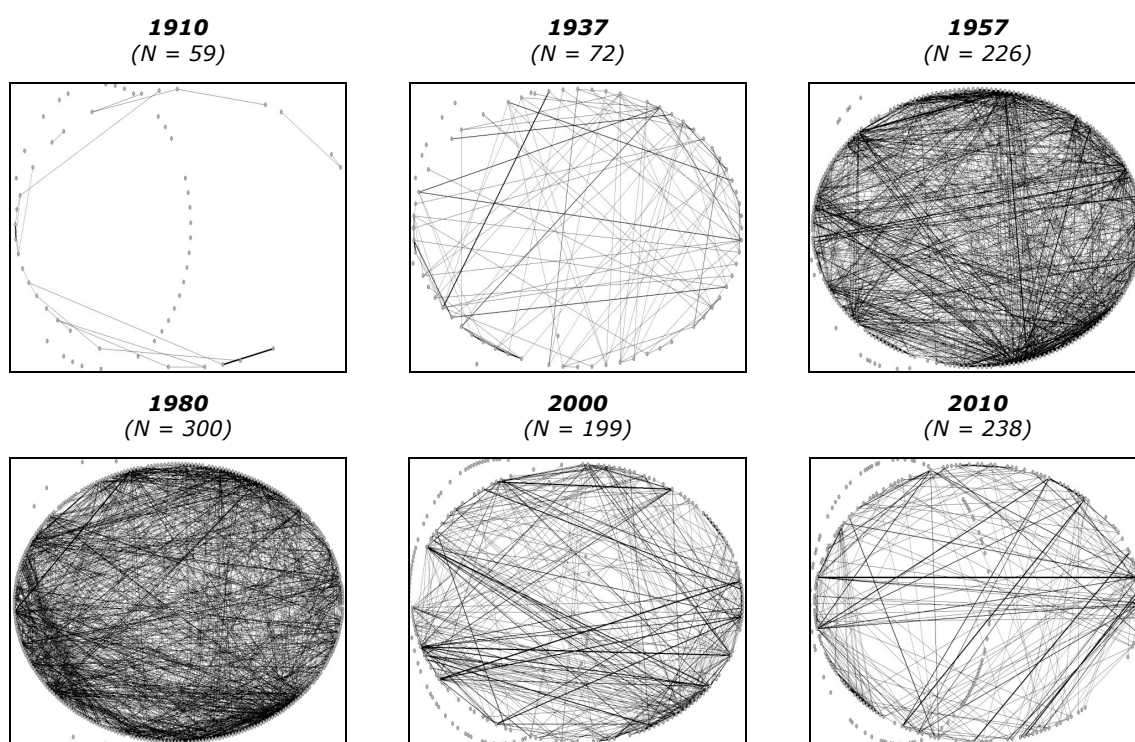 1910
(N = 59)
1937
(N = 72)
1957
(N = 226)
1980
(N = 300)
2000
(N = 199)
2010
(N = 238)